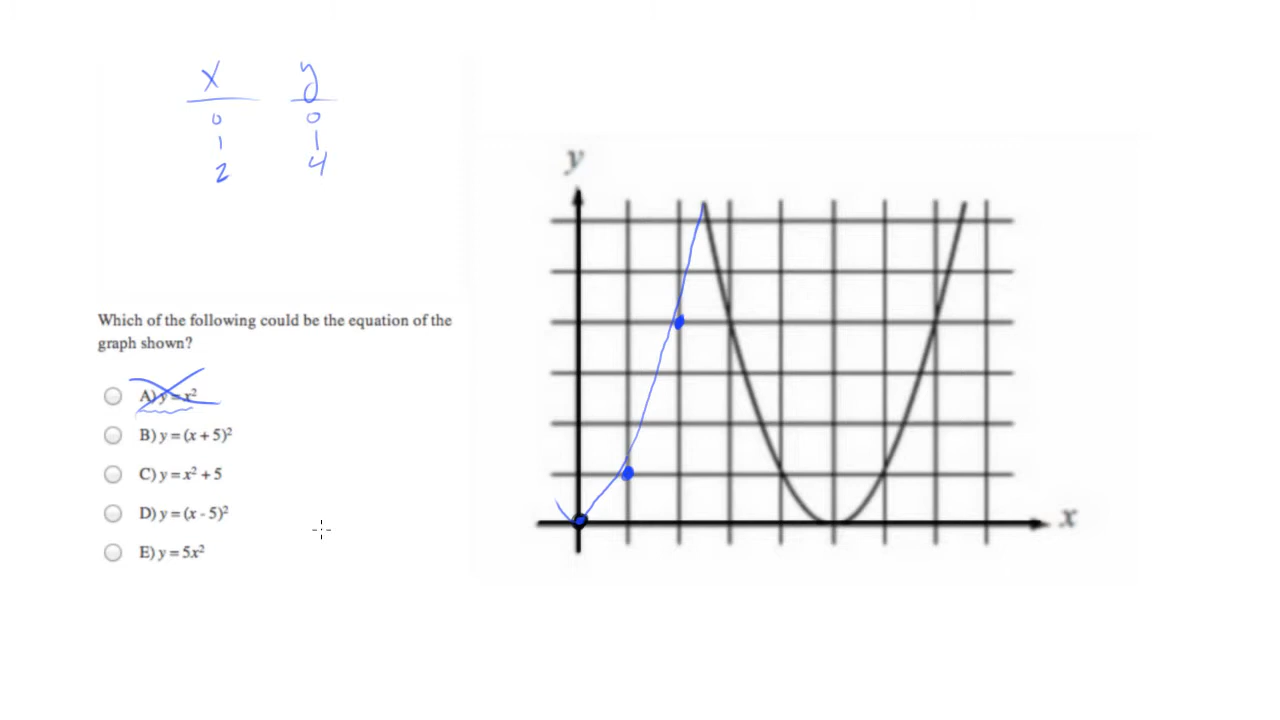 x y
0 0
1 1
2 4
y
x
Which of the following could be the equation of the
graph shown?
A) y = x²
B) y = (x + 5)²
C) y = x² + 5
D) y = (x - 5)²
E) y = 5x²